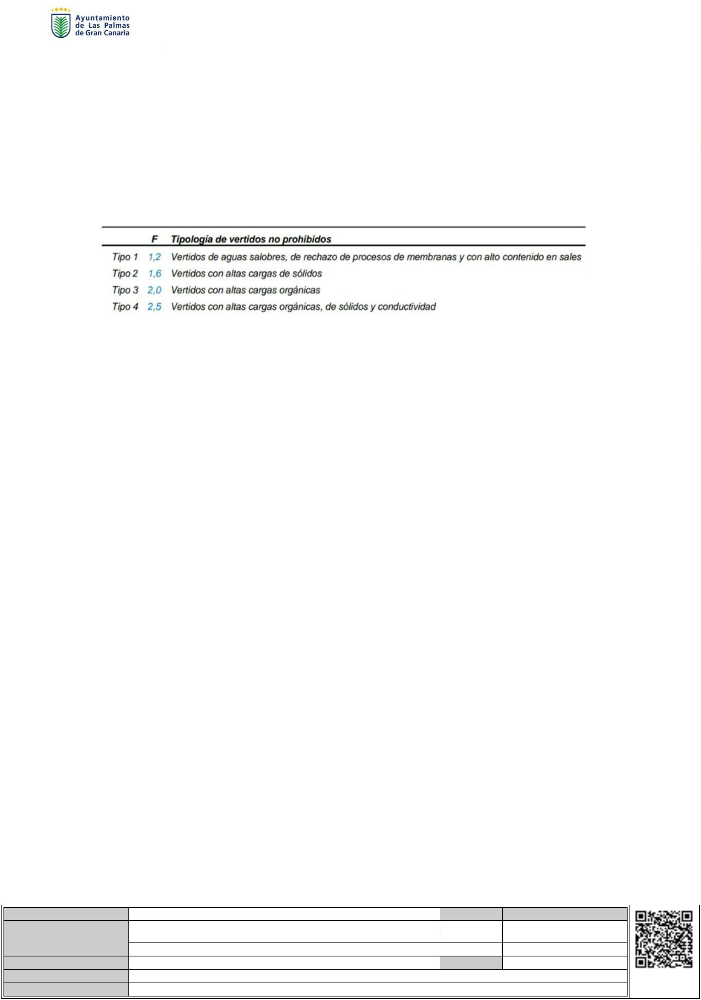 Ayuntamiento
de Las Palmas
de Gran Canaria
F Tipología de vertidos no prohibidos
Tipo 1 1,2 Vertidos de aguas salobres, de rechazo de procesos de membranas y con alto contenido en sales
Tipo 2 1,6 Vertidos con altas cargas de sólidos
Tipo 3 2,0 Vertidos con altas cargas orgánicas
Tipo 4 2,5 Vertidos con altas cargas orgánicas, de sólidos y conductividad